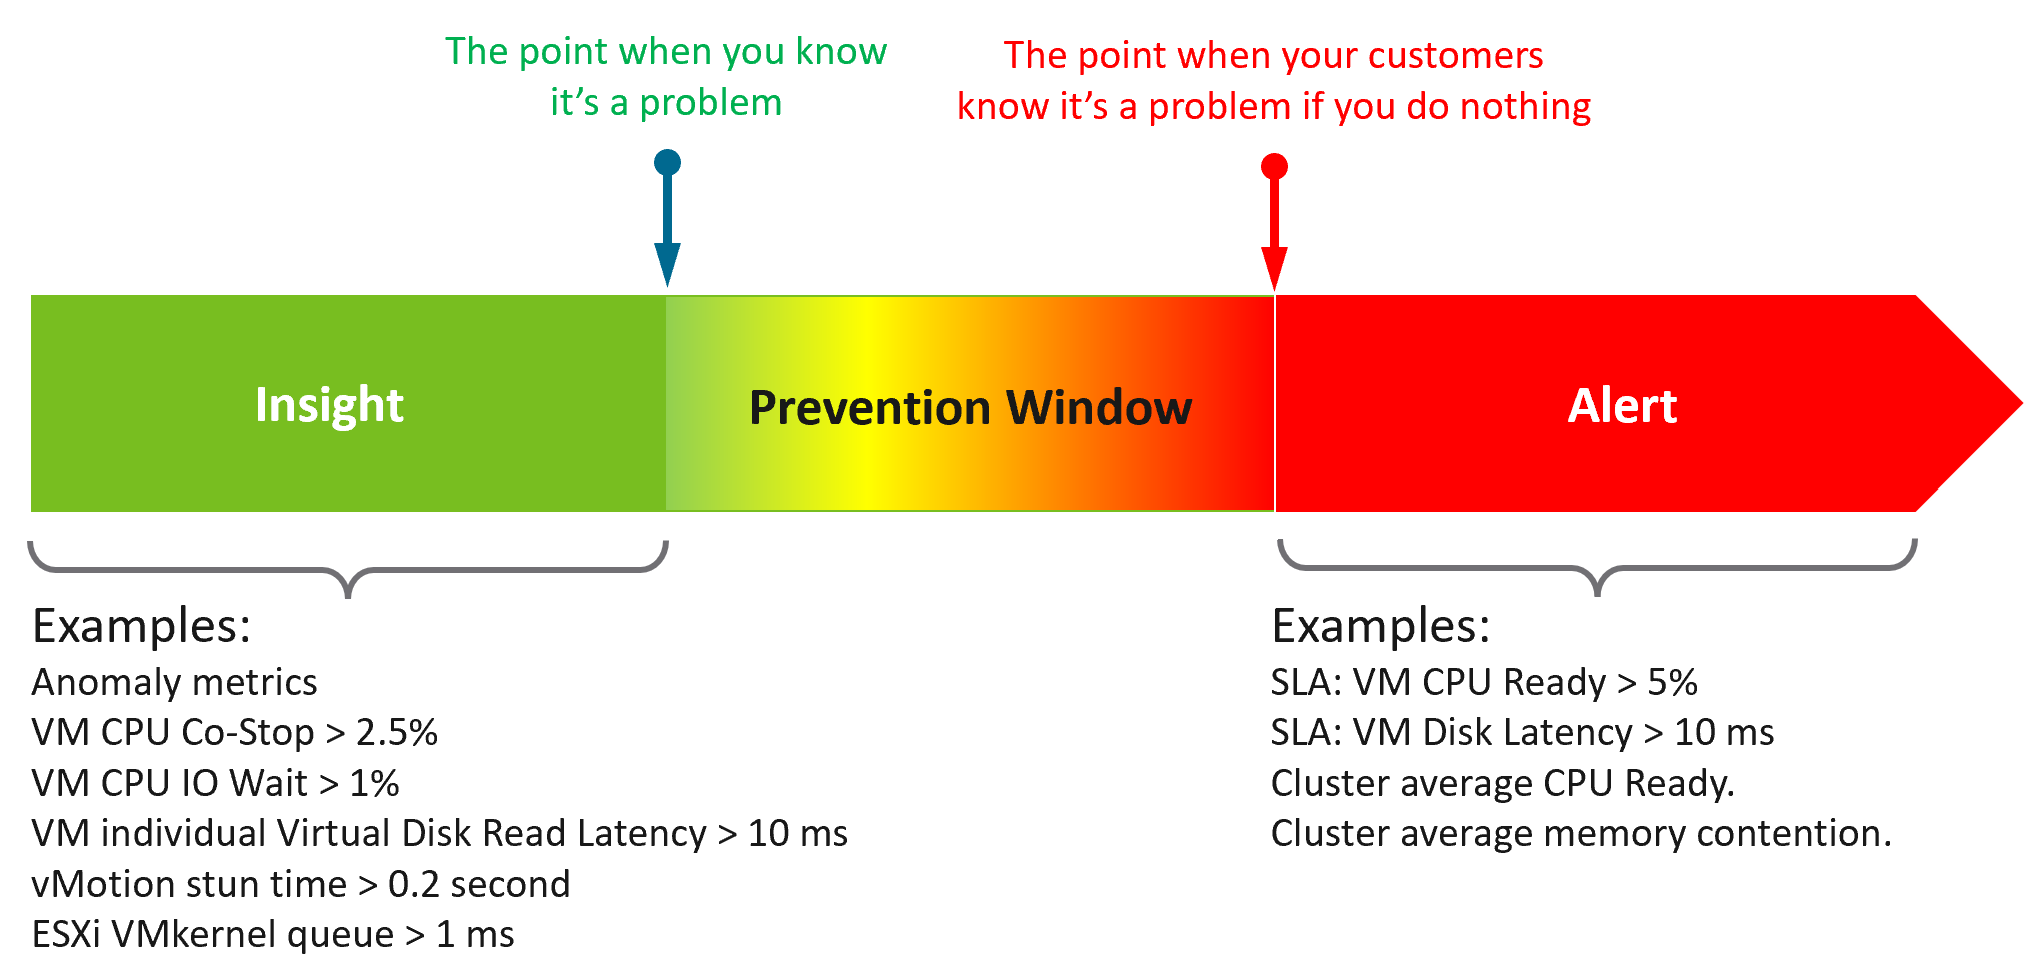 The point when you know
it’s a problem
The point when your customers
know it’s a problem if you do nothing
Insight
Prevention Window
Alert
Examples:
Anomaly metrics
VM CPU Co-Stop > 2.5%
VM CPU IO Wait > 1%
VM individual Virtual Disk Read Latency > 10 ms
vMotion stun time > 0.2 second
ESXi VMkernel queue > 1 ms
Examples:
SLA: VM CPU Ready > 5%
SLA: VM Disk Latency > 10 ms
Cluster average CPU Ready.
Cluster average memory contention.